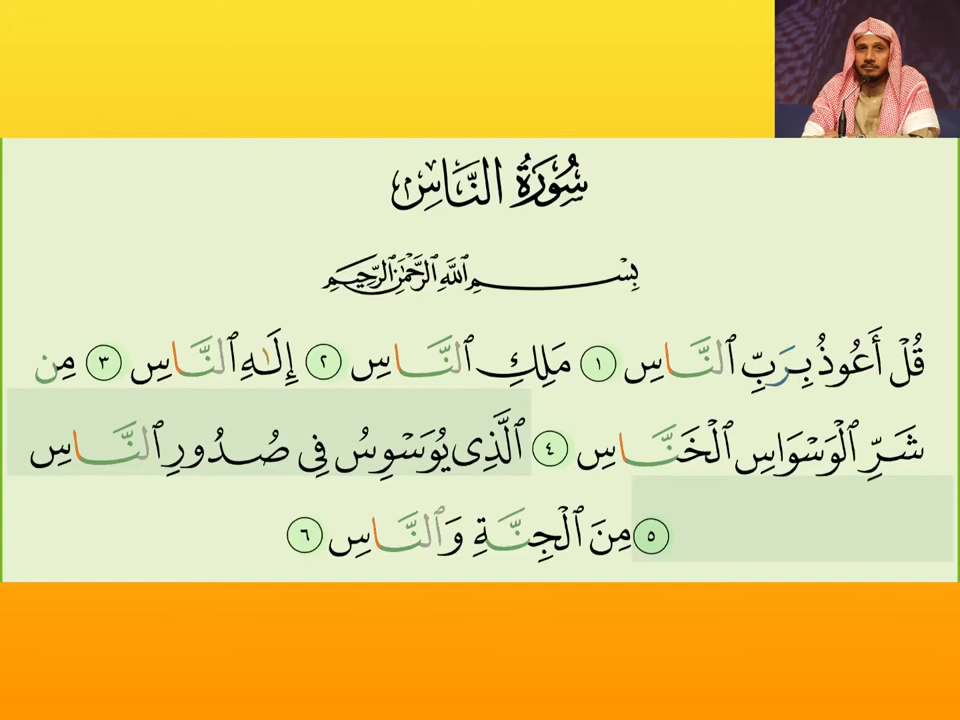 سُورَةُ النَّاسِ
بِسْمِ ٱللَّهِ ٱلرَّحْمَٰنِ ٱلرَّحِيمِ
قُلْ أَعُوذُ بِرَبِّ ٱلنَّاسِ ١ مَلِكِ ٱلنَّاسِ ٢ إِلَٰهِ ٱلنَّاسِ ٣ مِن
شَرِّ ٱلْوَسْوَاسِ ٱلْخَنَّاسِ ٤ ٱلَّذِى يُوَسْوِسُ فِى صُدُورِ ٱلنَّاسِ
٥ مِنَ ٱلْجِنَّةِ وَٱلنَّاسِ ٦